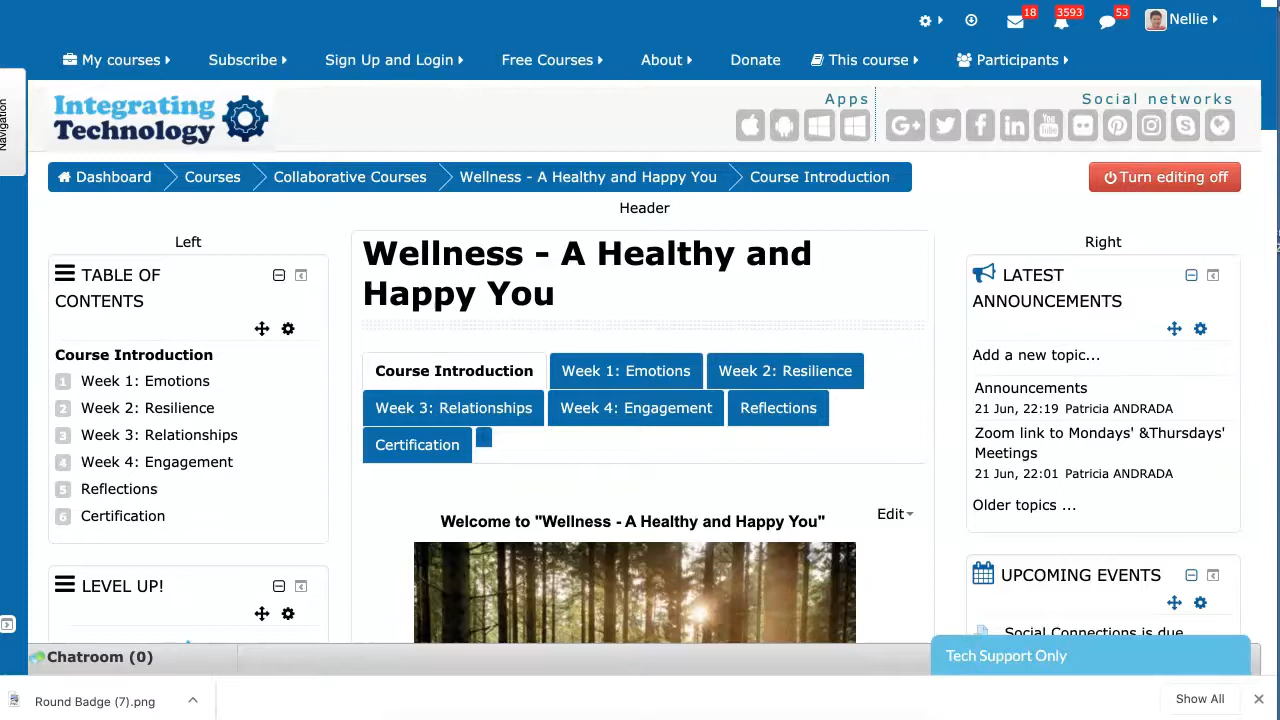 18 3593 53 Nellie
My courses Subscribe Sign Up and Login Free Courses About Donate This course Participants
Navigation
Integrating
Technology
Apps
Social networks
Dashboard Courses Collaborative Courses Wellness - A Healthy and Happy You Course Introduction
Turn editing off
Header
Left
TABLE OF
CONTENTS
Course Introduction
1 Week 1: Emotions
2 Week 2: Resilience
3 Week 3: Relationships
4 Week 4: Engagement
5 Reflections
6 Certification
LEVEL UP!
Wellness - A Healthy and
Happy You
Course Introduction Week 1: Emotions Week 2: Resilience
Week 3: Relationships Week 4: Engagement Reflections
Certification
Edit
Welcome to "Wellness - A Healthy and Happy You"
Right
LATEST
ANNOUNCEMENTS
Add a new topic...
Announcements
21 Jun, 22:19 Patricia ANDRADA
Zoom link to Mondays' &Thursdays'
Meetings
21 Jun, 22:01 Patricia ANDRADA
Older topics ...
UPCOMING EVENTS
Social Connections is due
Chatroom (0)
Tech Support Only
Round Badge (7).png
Show All